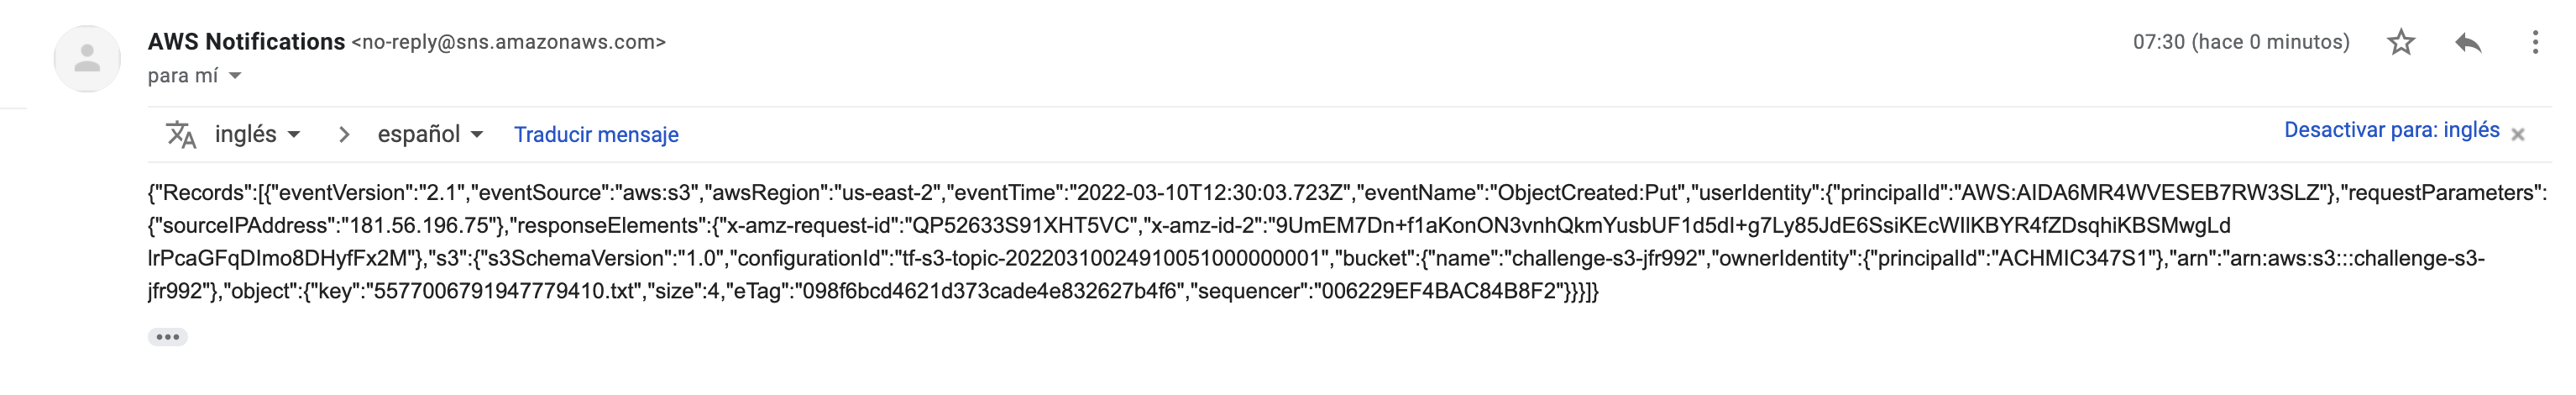 AWS Notifications <no-reply@sns.amazonaws.com>
07:30 (hace 0 minutos)
para mí
inglés > español Traducir mensaje
Desactivar para: inglés ×
{"Records":[{"eventVersion":"2.1","eventSource":"aws:s3","awsRegion":"us-east-2","eventTime":"2022-03-10T12:30:03.723Z","eventName":"ObjectCreated:Put","userIdentity":{"principalId":"AWS:AIDA6MR4WVESEB7RW3SLZ"},"requestParameters":
{"sourceIPAddress":"181.56.196.75"},"responseElements":{"x-amz-request-id":"QP52633S91XHT5VC","x-amz-id-2":"9UmEM7Dn+f1aKonON3vnhQkmYusbUF1d5dI+g7Ly85JdE6SsiKEcWIlKBYR4fZDsqhiKBSMwgLd
lrPcaGFqDImo8DHyfFx2M"},"s3":{"s3SchemaVersion":"1.0","configurationId":"tf-s3-topic-20220310024910051000000001","bucket":{"name":"challenge-s3-jfr992","ownerIdentity":{"principalId":"ACHMIC347S1"},"arn":"arn:aws:s3:::challenge-s3-
jfr992"},"object":{"key":"5577006791947779410.txt","size":4,"eTag":"098f6bcd4621d373cade4e832627b4f6","sequencer":"006229EF4BAC84B8F2"}}}]}